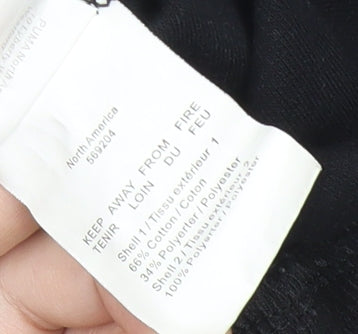 North America
569204
KEEP AWAY FROM FIRE
TENIR LOIN DU FEU
Shell 1 / Tissu extérieur 1
66% Cotton / Coton
34% Polyester / Polyester
Shell 2 / Tissu extérieur 2
100% Polyester / Polyester